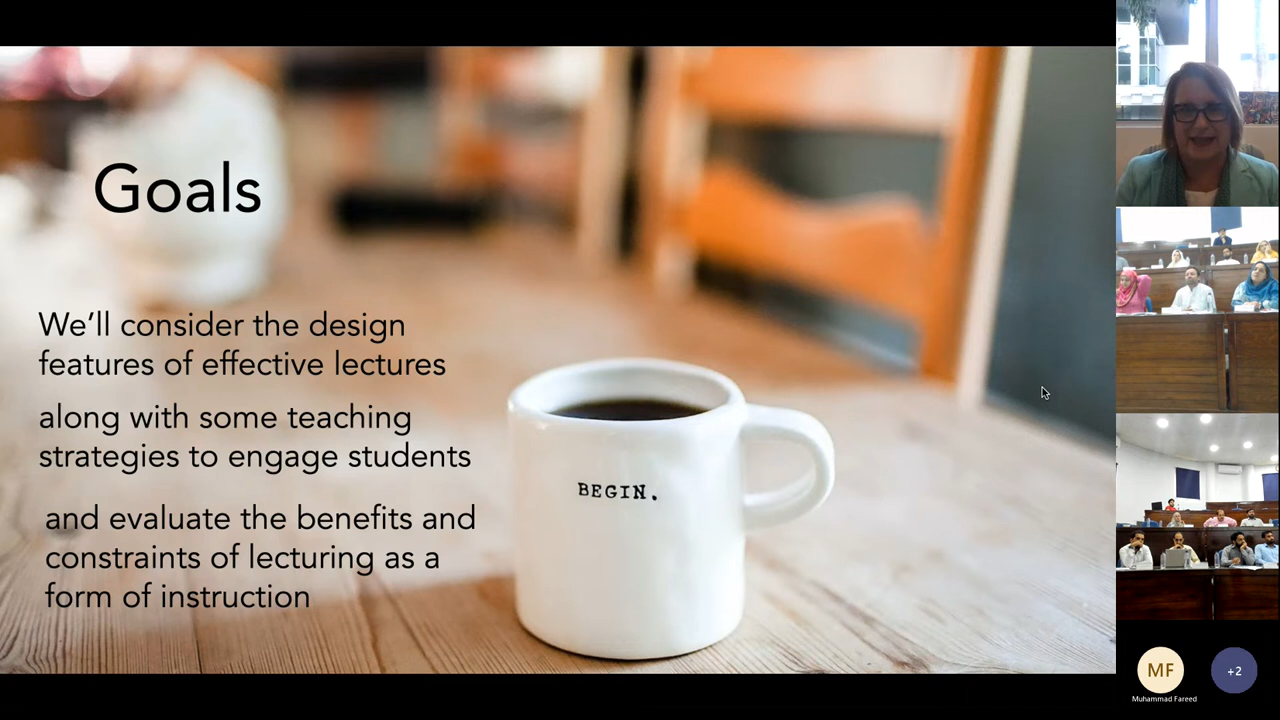 Goals
We’ll consider the design
features of effective lectures
along with some teaching
strategies to engage students
and evaluate the benefits and
constraints of lecturing as a
form of instruction
BEGIN.
MF
+2
Muhammad Fareed